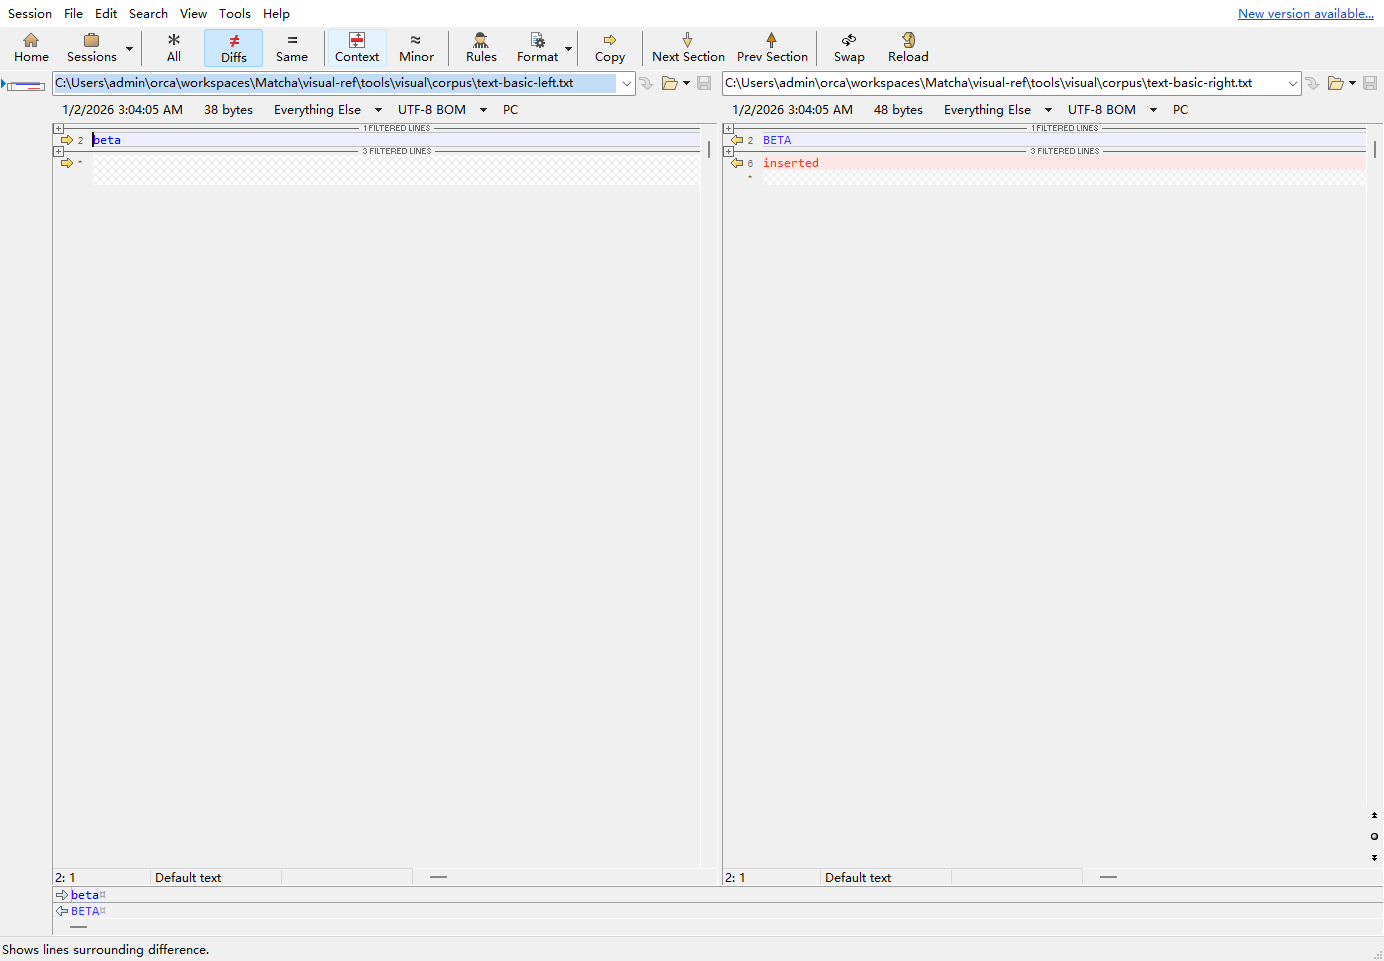 Session File Edit Search View Tools Help New version available...
Home Sessions All Diffs Same Context Minor Rules Format Copy Next Section Prev Section Swap Reload
C:\Users\admin\orca\workspaces\Matcha\visual-ref\tools\visual\corpus\text-basic-left.txt C:\Users\admin\orca\workspaces\Matcha\visual-ref\tools\visual\corpus\text-basic-right.txt
1/2/2026 3:04:05 AM 38 bytes Everything Else UTF-8 BOM PC 1/2/2026 3:04:05 AM 48 bytes Everything Else UTF-8 BOM PC
1 FILTERED LINES 1 FILTERED LINES
2 beta 2 BETA
3 FILTERED LINES 3 FILTERED LINES
6 inserted
2: 1 Default text 2: 1 Default text
beta¤
BETA¤
Shows lines surrounding difference.